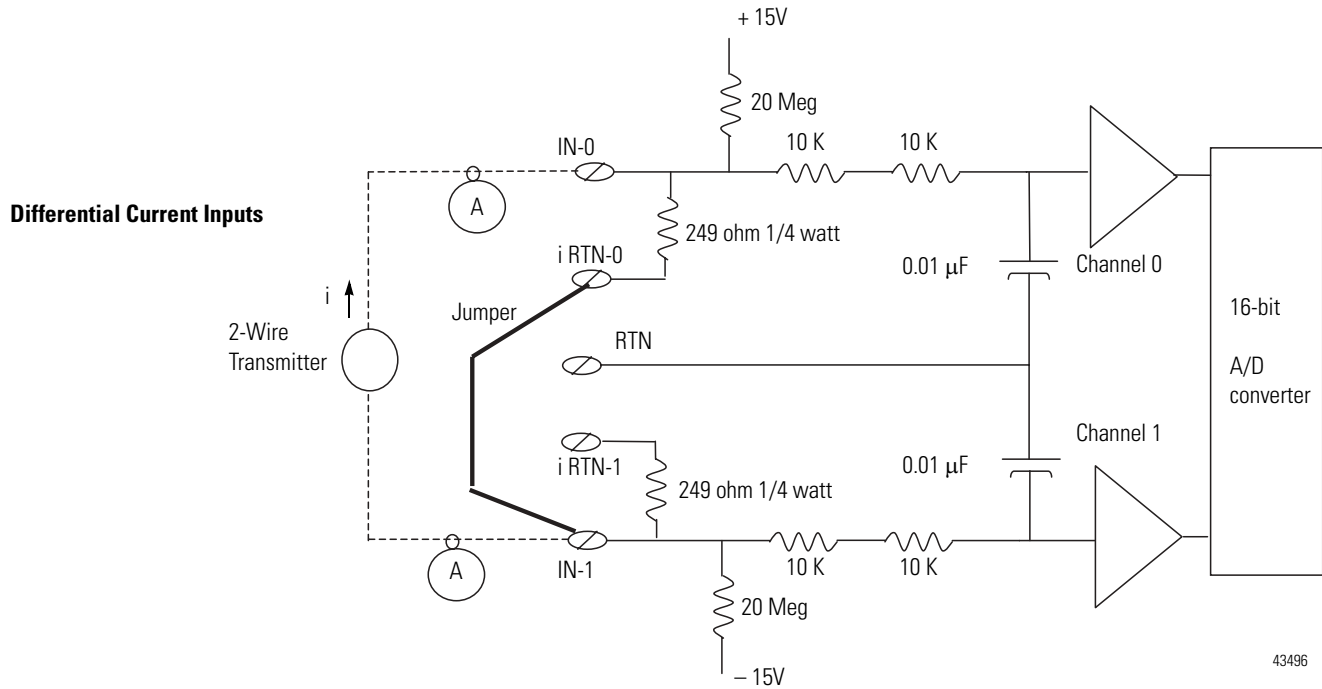 + 15V
20 Meg
10 K
10 K
IN-0
A
Differential Current Inputs
249 ohm 1/4 watt
i RTN-0
0.01 μF
Channel 0
i
Jumper
16-bit
2-Wire
Transmitter
RTN
A/D
converter
Channel 1
i RTN-1
0.01 μF
249 ohm 1/4 watt
A
IN-1
10 K
10 K
20 Meg
– 15V
43496